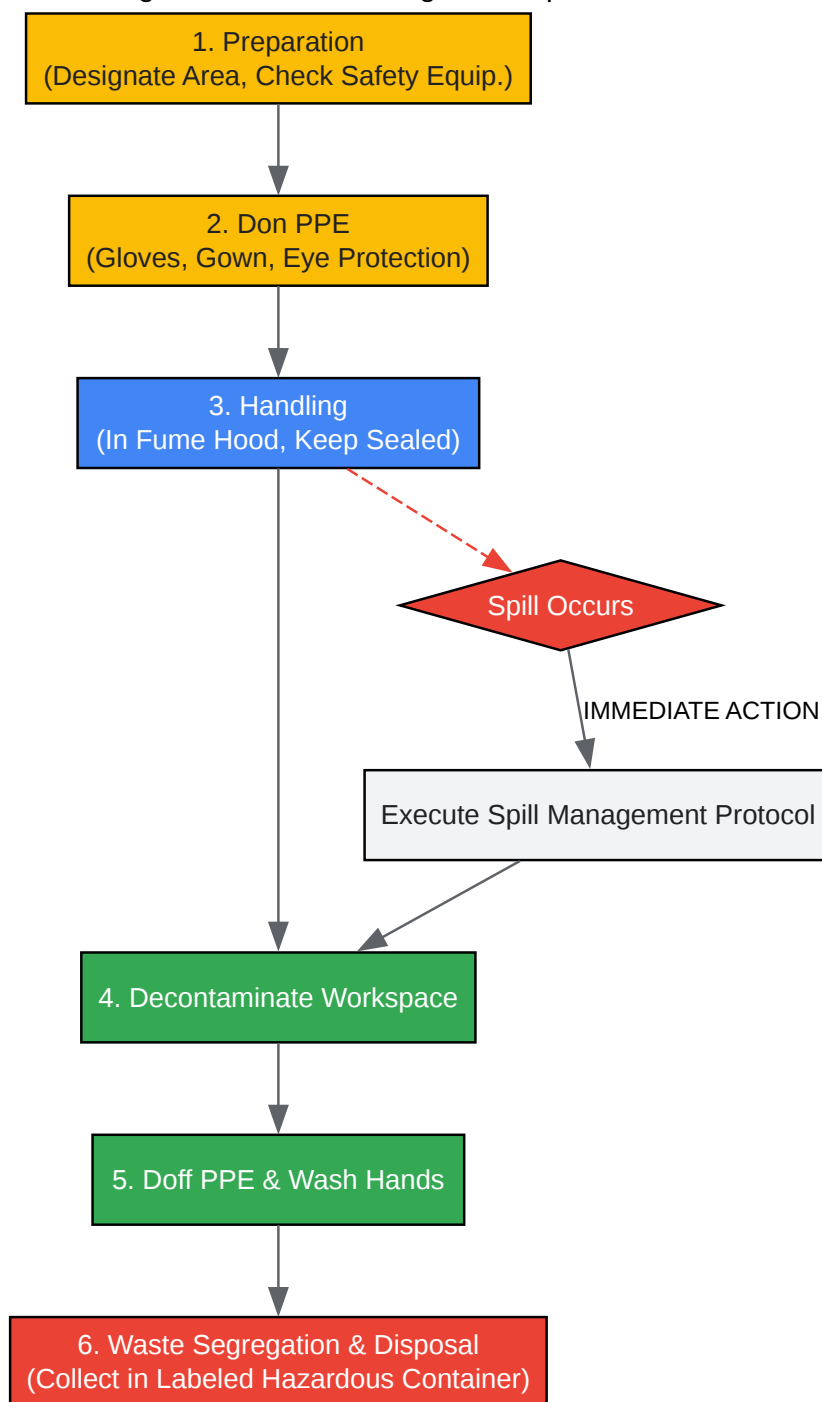 1. Preparation
(Designate Area, Check Safety Equip.)
2. Don PPE
(Gloves, Gown, Eye Protection)
3. Handling
(In Fume Hood, Keep Sealed)
Spill Occurs
IMMEDIATE ACTION
Execute Spill Management Protocol
4. Decontaminate Workspace
5. Doff PPE & Wash Hands
6. Waste Segregation & Disposal
(Collect in Labeled Hazardous Container)